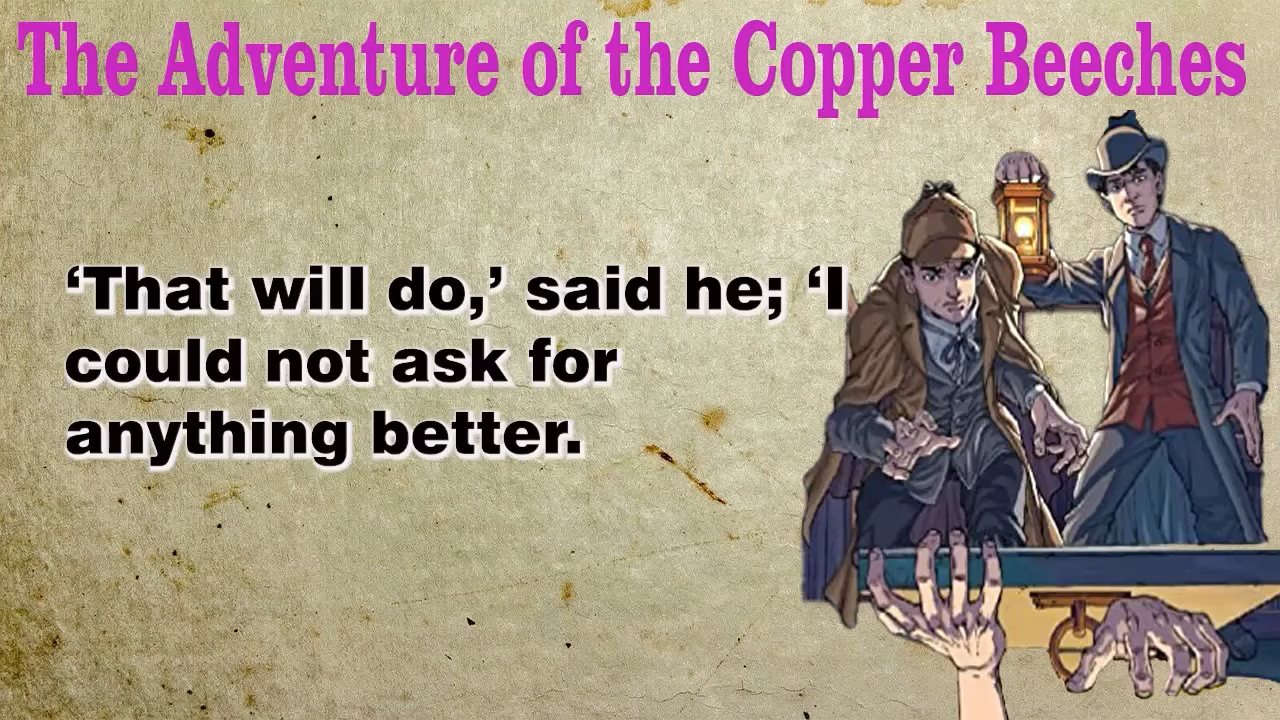 The Adventure of the Copper Beeches
‘That will do,’ said he; ‘I
could not ask for
anything better.